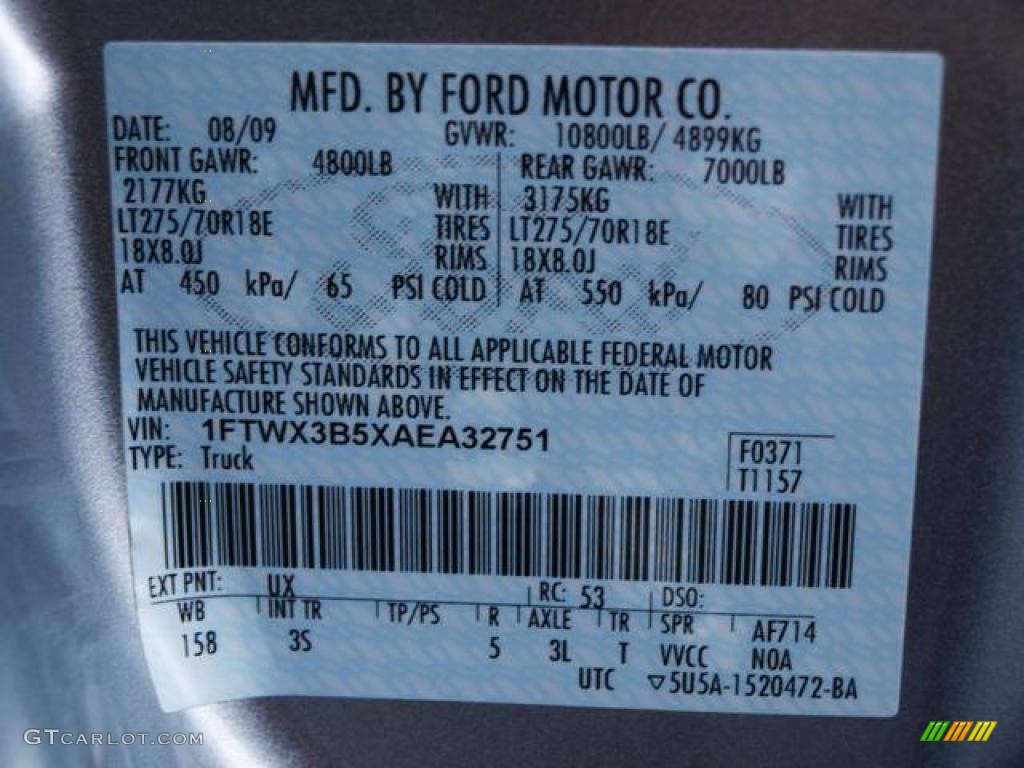 MFD. BY FORD MOTOR CO.
DATE: 08/09 GVWR: 10800LB/ 4899KG
FRONT GAWR: 4800LB REAR GAWR: 7000LB
2177KG WITH 3175KG WITH
LT275/70R18E TIRES LT275/70R18E TIRES
18X8.0J RIMS 18X8.0J RIMS
AT 450 kPa/ 65 PSI COLD AT 550 kPa/ 80 PSI COLD
THIS VEHICLE CONFORMS TO ALL APPLICABLE FEDERAL MOTOR
VEHICLE SAFETY STANDARDS IN EFFECT ON THE DATE OF
MANUFACTURE SHOWN ABOVE.
VIN: 1FTWX3B5XAEA32751
F0371
TYPE: Truck
T1157
EXT PNT: UX RC: 53 DSO:
WB INT TR TP/PS R AXLE TR SPR AF714
158 3S 5 3L T VVCC N0A
UTC ▽5U5A-1520472-BA
GTCARLOT.COM